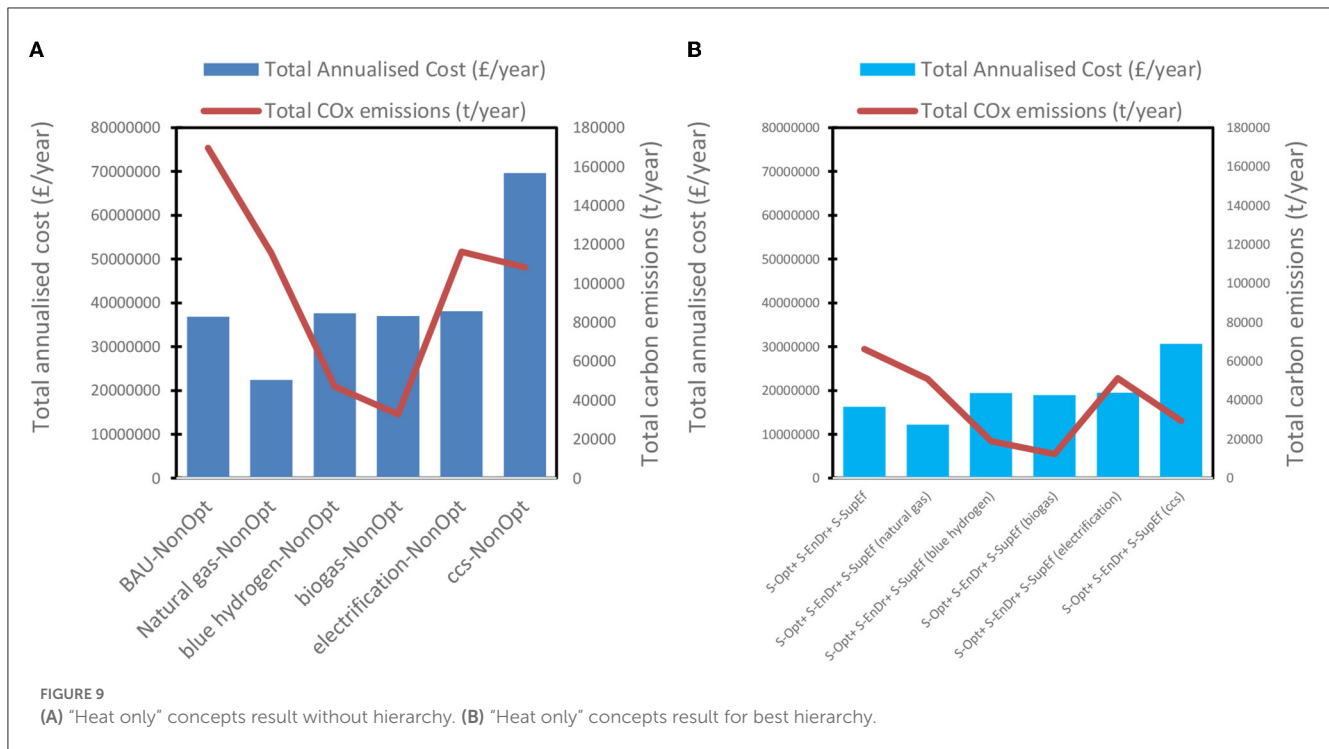 A
Total Annualised Cost (£/year)
Total COx emissions (t/year)
Total annualised cost (£/year)
80000000
70000000
60000000
50000000
40000000
30000000
20000000
10000000
0
180000
160000
140000
120000
100000
80000
60000
40000
20000
0
Total carbon emissions (t/year)
BAU-NonOpt
Natural gas-NonOpt
blue hydrogen-NonOpt
biogas-NonOpt
electrification-NonOpt
ccs-NonOpt
B
Total Annualised Cost (£/year)
Total COx emissions (t/year)
Total annualised cost (£/year)
80000000
70000000
60000000
50000000
40000000
30000000
20000000
10000000
0
180000
160000
140000
120000
100000
80000
60000
40000
20000
0
Total carbon emissions (t/year)
S-Opt+ S-EnDr+ S-SupEf
S-Opt+ S-EnDr+ S-SupEf (natural gas)
S-Opt+ S-EnDr+ S-SupEf (blue hydrogen)
S-Opt+ S-EnDr+ S-SupEf (biogas)
S-Opt+ S-EnDr+ S-SupEf (electrification)
S-Opt+ S-EnDr+ S-SupEf (ccs)
FIGURE 9
(A) "Heat only" concepts result without hierarchy. (B) "Heat only" concepts result for best hierarchy.